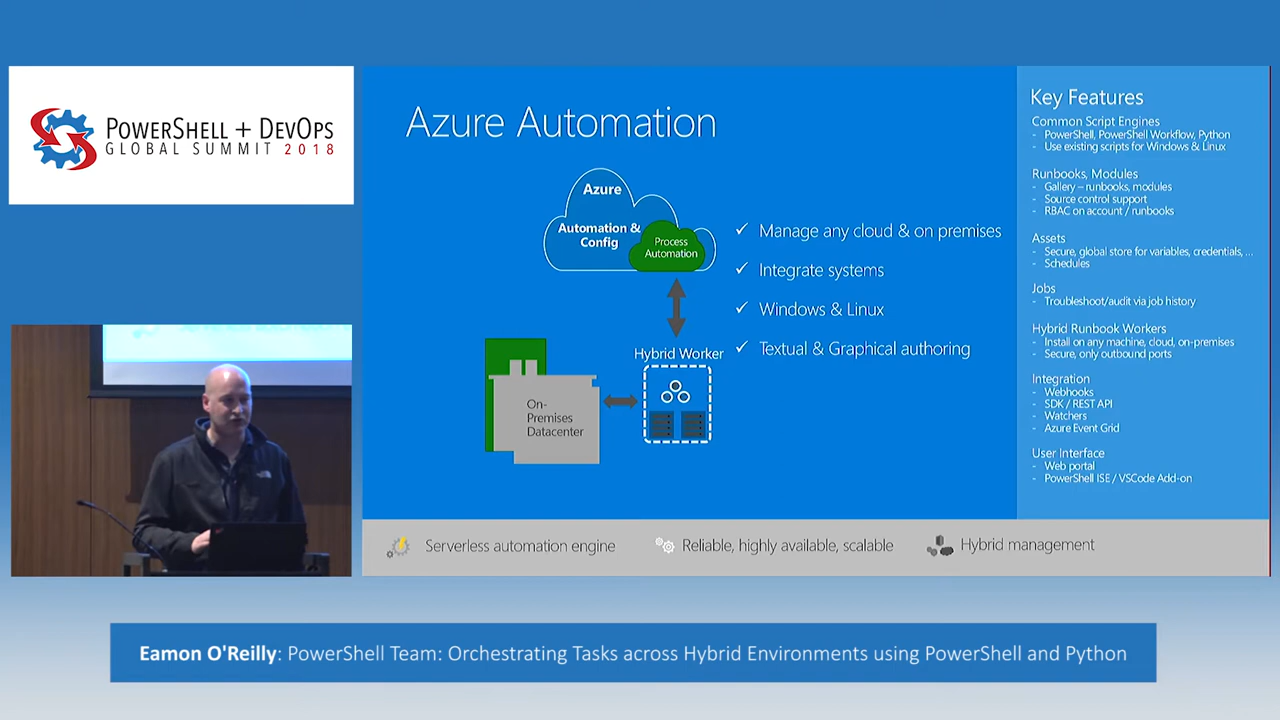 POWERSHELL + DEVOPS
GLOBAL SUMMIT 2018
Azure Automation
Azure
Automation &
Config
Process
Automation
Hybrid Worker
On-
Premises
Datacenter
✓ Manage any cloud & on premises
✓ Integrate systems
✓ Windows & Linux
✓ Textual & Graphical authoring
Key Features
Common Script Engines
- PowerShell, PowerShell Workflow, Python
- Use existing scripts for Windows & Linux
Runbooks, Modules
- Gallery – runbooks, modules
- Source control support
- RBAC on account / runbooks
Assets
- Secure, global store for variables, credentials, ...
- Schedules
Jobs
- Troubleshoot/audit via job history
Hybrid Runbook Workers
- Install on any machine, cloud, on-premises
- Secure, only outbound ports
Integration
- Webhooks
- SDK / REST API
- Watchers
- Azure Event Grid
User Interface
- Web portal
- PowerShell ISE / VSCode Add-on
Serverless automation engine
Reliable, highly available, scalable
Hybrid management
Eamon O'Reilly: PowerShell Team: Orchestrating Tasks across Hybrid Environments using PowerShell and Python